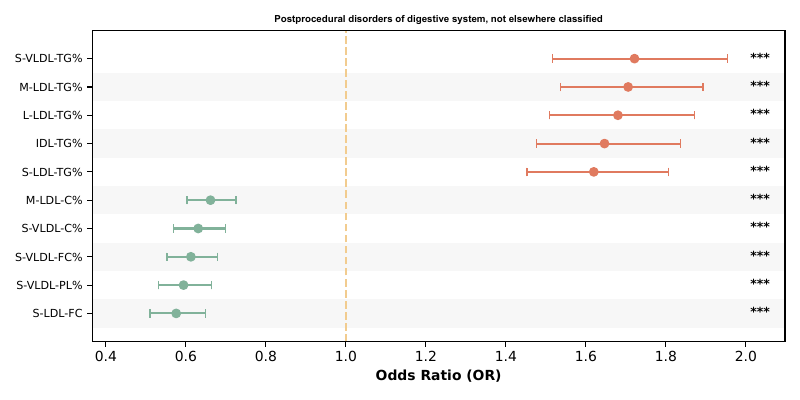 Postprocedural disorders of digestive system, not elsewhere classified
S-VLDL-TG% ***
M-LDL-TG% ***
L-LDL-TG% ***
IDL-TG% ***
S-LDL-TG% ***
M-LDL-C% ***
S-VLDL-C% ***
S-VLDL-FC% ***
S-VLDL-PL% ***
S-LDL-FC ***
0.4 0.6 0.8 1.0 1.2 1.4 1.6 1.8 2.0
Odds Ratio (OR)